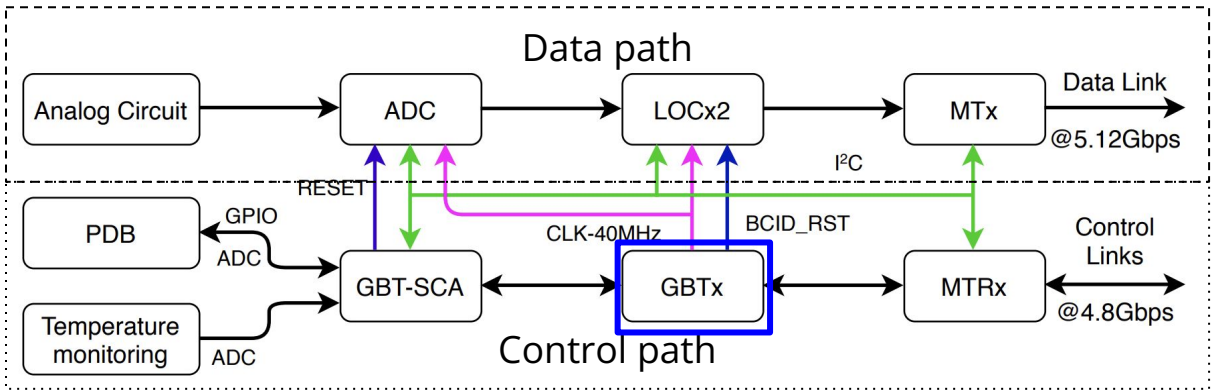 Data path
Analog Circuit
ADC
LOCx2
MTx
Data Link
@5.12Gbps
I²C
RESET
PDB
GPIO
ADC
CLK-40MHz
BCID_RST
Control
Links
GBT-SCA
GBTx
MTRx
@4.8Gbps
Temperature
monitoring
ADC
Control path